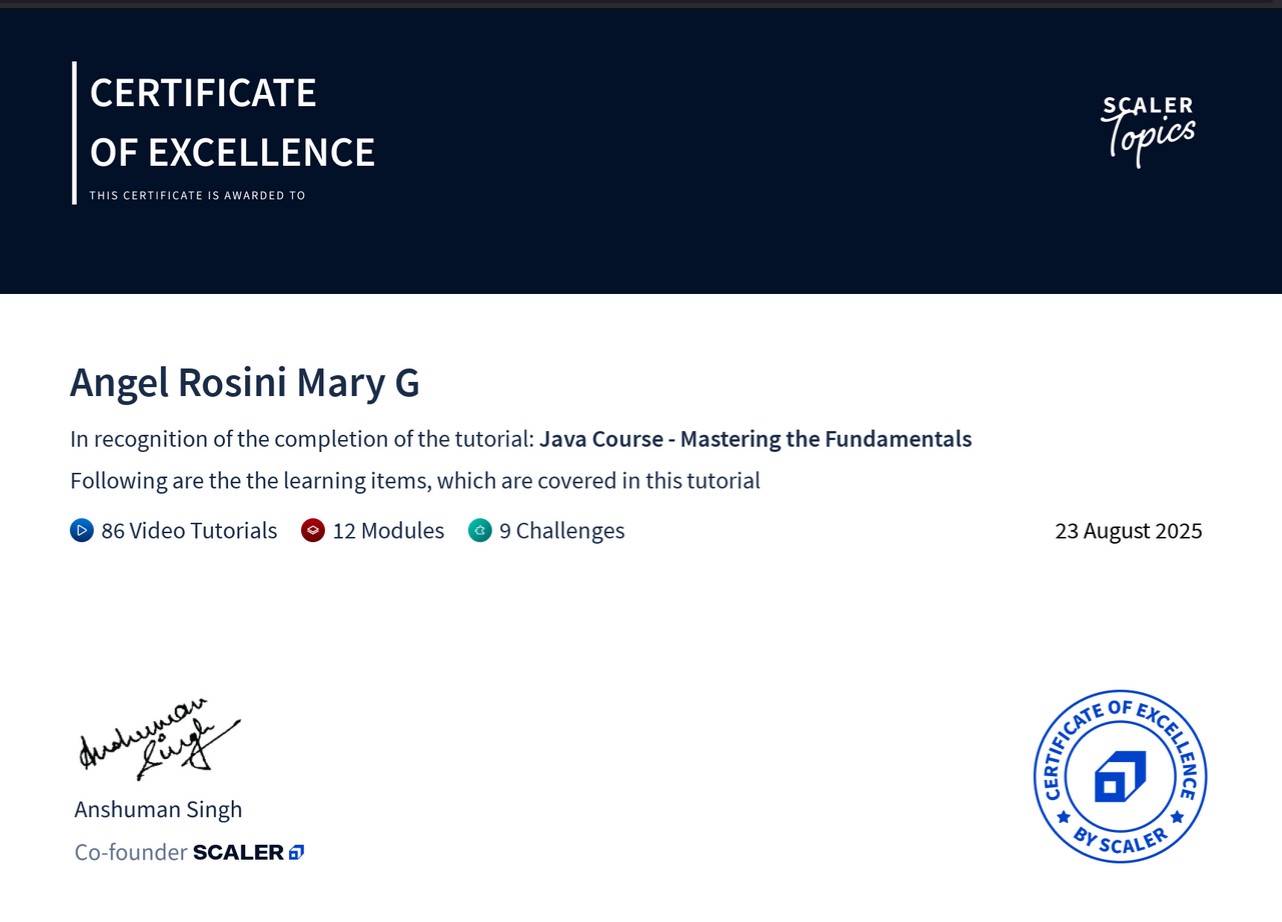 CERTIFICATE
OF EXCELLENCE
THIS CERTIFICATE IS AWARDED TO
SCALER
Topics
Angel Rosini Mary G
In recognition of the completion of the tutorial: Java Course - Mastering the Fundamentals
Following are the the learning items, which are covered in this tutorial
86 Video Tutorials 12 Modules 9 Challenges 23 August 2025
Anshuman
Singh
Anshuman Singh
Co-founder SCALER
CERTIFICATE OF EXCELLENCE
BY SCALER